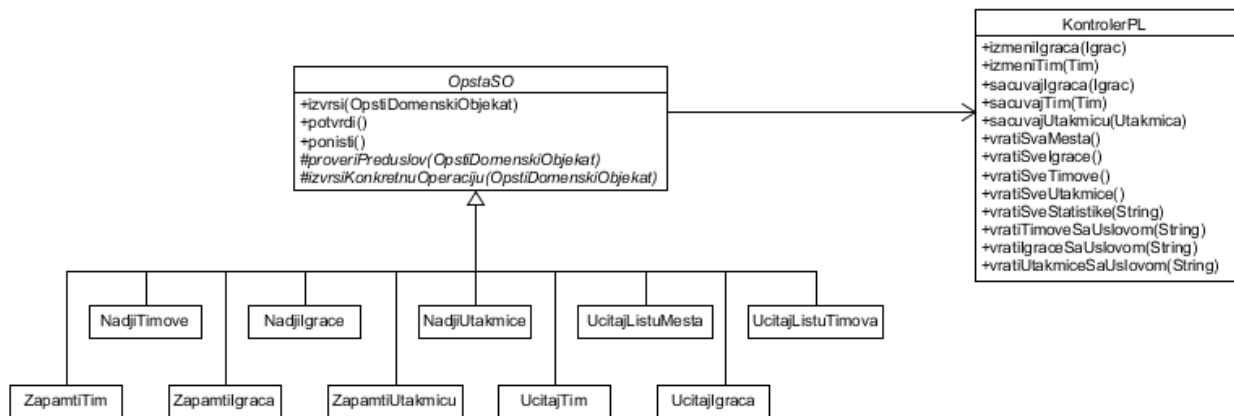 OpstaSO
+izvrsi(OpstiDomenskiObjekat)
+potvrdi()
+ponisti()
#proveriPreduslov(OpstiDomenskiObjekat)
#izvrsiKonkretnuOperaciju(OpstiDomenskiObjekat)
KontrolerPL
+izmeniIgraca(Igrac)
+izmeniTim(Tim)
+sacuvajIgraca(Igrac)
+sacuvajTim(Tim)
+sacuvajUtakmicu(Utakmica)
+vratiSvaMesta()
+vratiSveIgrace()
+vratiSveTimove()
+vratiSveUtakmice()
+vratiSveStatistike(String)
+vratiTimoveSaUslovom(String)
+vratiIgraceSaUslovom(String)
+vratiUtakmiceSaUslovom(String)
NadjiTimove
NadjiIgrace
NadjiUtakmice
UcitajListuMesta
UcitajListuTimova
ZapamtiTim
ZapamtiIgraca
ZapamtiUtakmicu
UcitajTim
UcitajIgraca